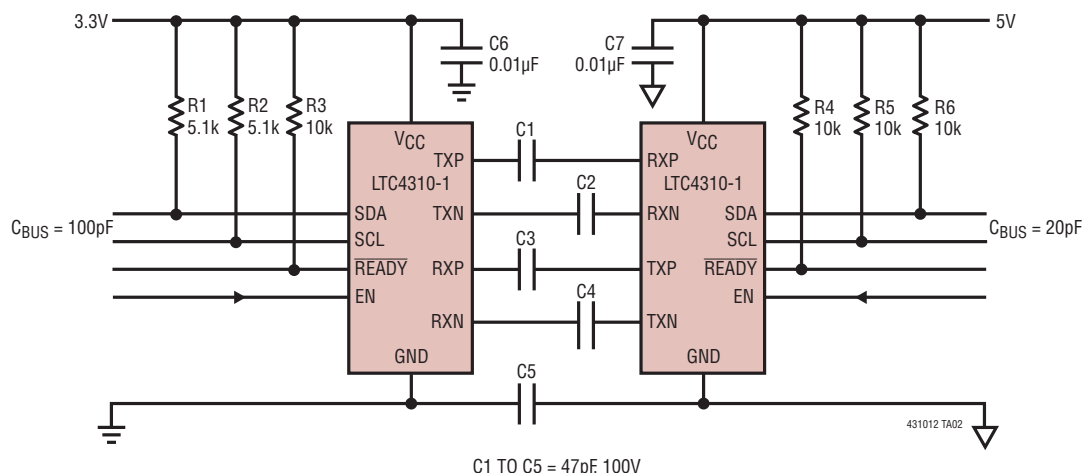 3.3V
5V
C6
0.01µF
C7
0.01µF
R1
5.1k
R2
5.1k
R3
10k
R4
10k
R5
10k
R6
10k
VCC
TXP
LTC4310-1
SDA
TXN
SCL
RXP
READY
EN
RXN
GND
C1
C2
C3
C4
C5
VCC
RXP
LTC4310-1
RXN
SDA
SCL
TXP
READY
EN
TXN
GND
CBUS = 100pF
CBUS = 20pF
431012 TA02
C1 TO C5 = 47pF, 100V